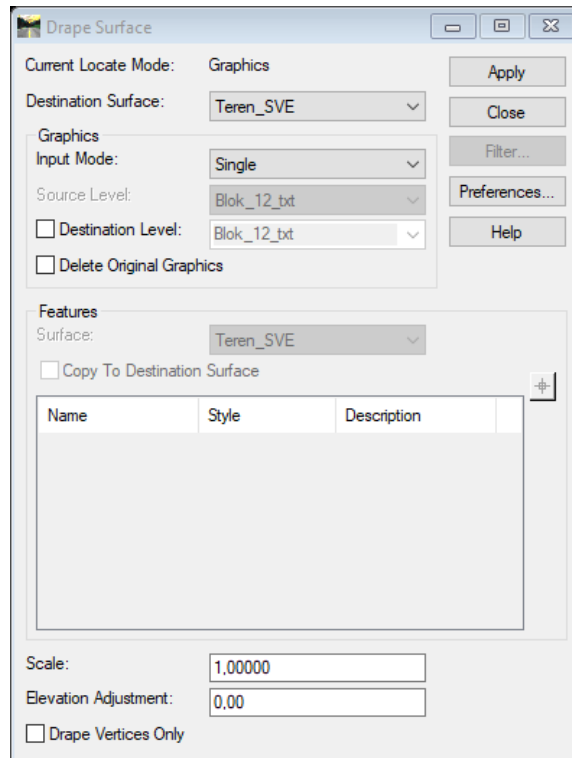 Drape Surface
Current Locate Mode: Graphics
Apply
Destination Surface: Teren_SVE
Close
Graphics
Input Mode: Single
Filter...
Source Level: Blok_12_txt
Preferences...
Destination Level: Blok_12_txt
Help
Delete Original Graphics
Features
Surface: Teren_SVE
Copy To Destination Surface
Name Style Description
Scale: 1,00000
Elevation Adjustment: 0,00
Drape Vertices Only